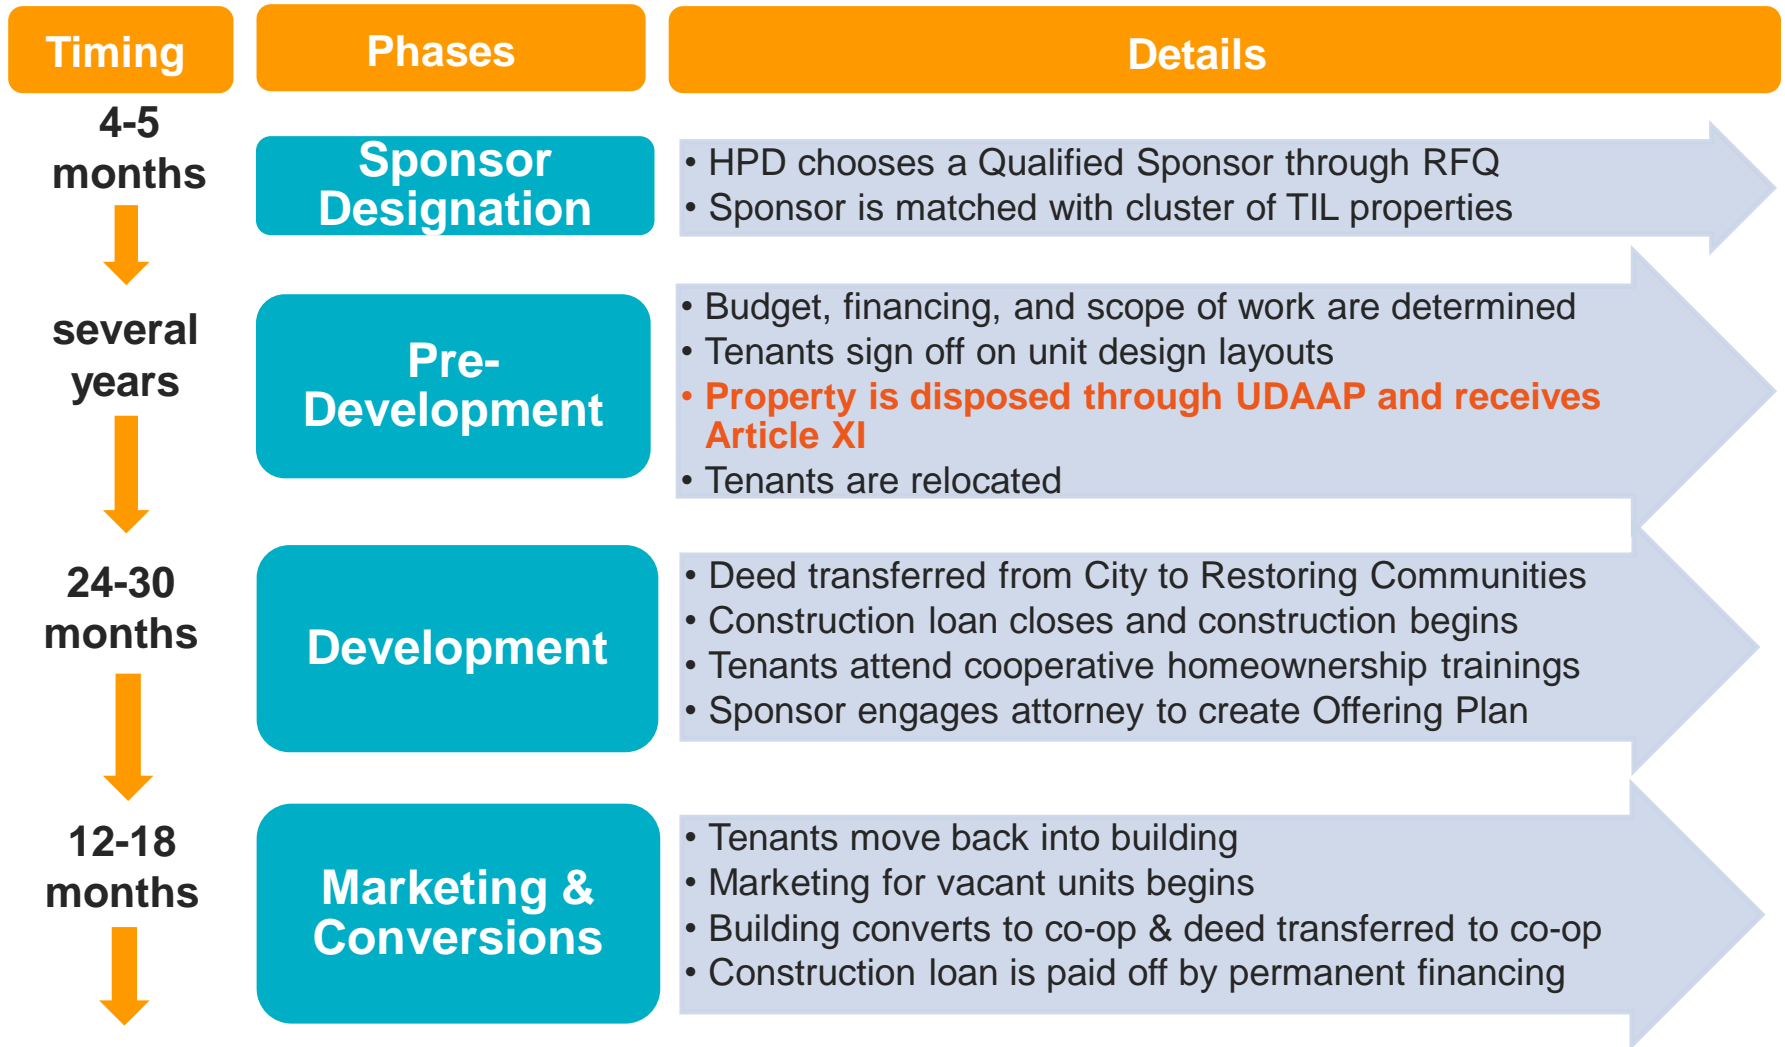 Timing
Phases
Details
4-5
months
Sponsor
Designation
• HPD chooses a Qualified Sponsor through RFQ
• Sponsor is matched with cluster of TIL properties
several
years
Pre-
Development
• Budget, financing, and scope of work are determined
• Tenants sign off on unit design layouts
• Property is disposed through UDAAP and receives
Article XI
• Tenants are relocated
24-30
months
Development
• Deed transferred from City to Restoring Communities
• Construction loan closes and construction begins
• Tenants attend cooperative homeownership trainings
• Sponsor engages attorney to create Offering Plan
12-18
months
Marketing &
Conversions
• Tenants move back into building
• Marketing for vacant units begins
• Building converts to co-op & deed transferred to co-op
• Construction loan is paid off by permanent financing